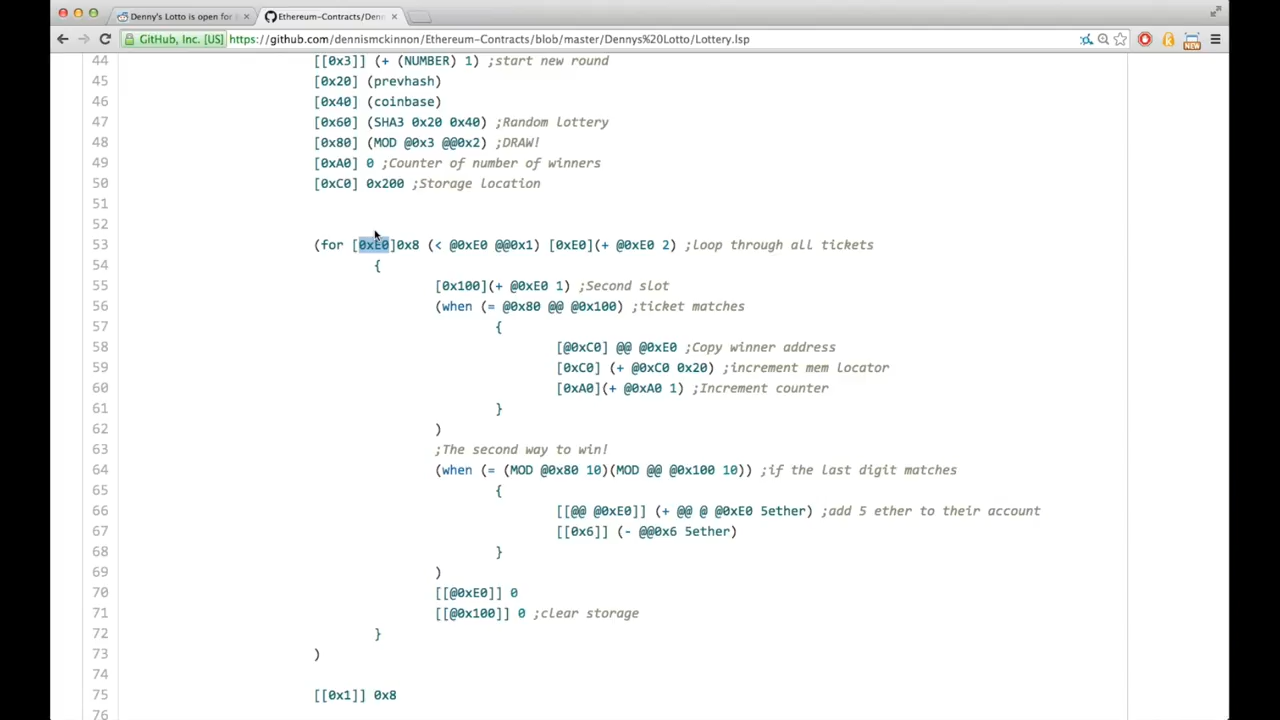 Denny's Lotto is open for
Ethereum-Contracts/Denn
GitHub, Inc. [US] https://github.com/dennismckinnon/Ethereum-Contracts/blob/master/Dennys%20Lotto/Lottery.lsp
NEW
44 [[0x3]] (+ (NUMBER) 1) ;start new round
45 [0x20] (prevhash)
46 [0x40] (coinbase)
47 [0x60] (SHA3 0x20 0x40) ;Random lottery
48 [0x80] (MOD @0x3 @@0x2) ;DRAW!
49 [0xA0] 0 ;Counter of number of winners
50 [0xC0] 0x200 ;Storage location
51
52
53 (for [0xE0]0x8 (< @0xE0 @@0x1) [0xE0](+ @0xE0 2) ;loop through all tickets
54 {
55 [0x100](+ @0xE0 1) ;Second slot
56 (when (= @0x80 @@ @0x100) ;ticket matches
57 {
58 [@0xC0] @@ @0xE0 ;Copy winner address
59 [0xC0] (+ @0xC0 0x20) ;increment mem locator
60 [0xA0](+ @0xA0 1) ;Increment counter
61 }
62 )
63 ;The second way to win!
64 (when (= (MOD @0x80 10)(MOD @@ @0x100 10)) ;if the last digit matches
65 {
66 [[@@ @0xE0]] (+ @@ @ @0xE0 5ether) ;add 5 ether to their account
67 [[0x6]] (- @@0x6 5ether)
68 }
69 )
70 [[@0xE0]] 0
71 [[@0x100]] 0 ;clear storage
72 }
73 )
74
75 [[0x1]] 0x8
76